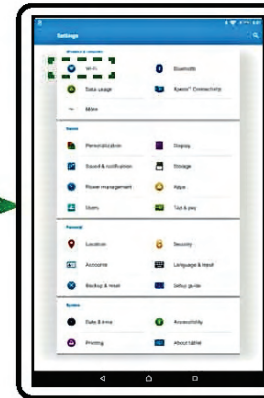 Settings
Wireless & networks
Wi-Fi
Bluetooth
Data usage
Xperia™ Connectivity
More
Device
Personalization
Display
Sound & notification
Storage
Power management
Apps
Users
Tap & pay
Personal
Location
Security
Accounts
Language & input
Backup & reset
Setup guide
System
Date & time
Accessibility
Printing
About tablet